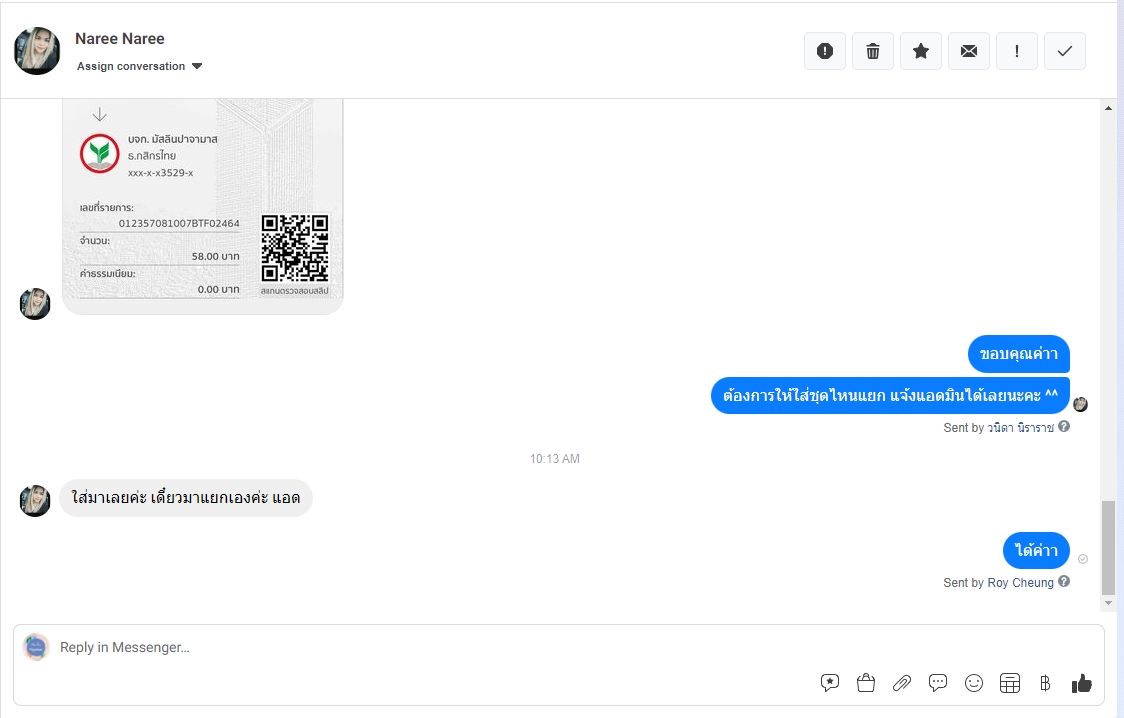 Naree Naree
Assign conversation
บจก. มัสลินปาจามาส
ธ.กสิกรไทย
xxx-x-x3529-x
เลขที่รายการ:
012357081007BTF02464
จำนวน:
58.00 บาท
ค่าธรรมเนียม:
0.00 บาท
สแกนตรวจสอบสลิป
ขอบคุณค่าา
ต้องการให้ใส่ชุดไหนแยก แจ้งแอดมินได้เลยนะคะ ^^
Sent by วนิดา นิราราช
10:13 AM
ใส่มาเลยค่ะ เดี๋ยวมาแยกเองค่ะ แอด
ได้ค่าา
Sent by Roy Cheung
Reply in Messenger...